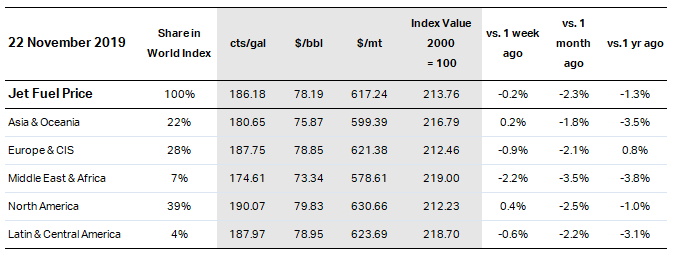 22 November 2019 Share in World Index cts/gal $/bbl $/mt Index Value 2000 = 100 vs. 1 week ago vs. 1 month ago vs.1 yr ago
Jet Fuel Price 100% 186.18 78.19 617.24 213.76 -0.2% -2.3% -1.3%
Asia & Oceania 22% 180.65 75.87 599.39 216.79 0.2% -1.8% -3.5%
Europe & CIS 28% 187.75 78.85 621.38 212.46 -0.9% -2.1% 0.8%
Middle East & Africa 7% 174.61 73.34 578.61 219.00 -2.2% -3.5% -3.8%
North America 39% 190.07 79.83 630.66 212.23 0.4% -2.5% -1.0%
Latin & Central America 4% 187.97 78.95 623.69 218.70 -0.6% -2.2% -3.1%